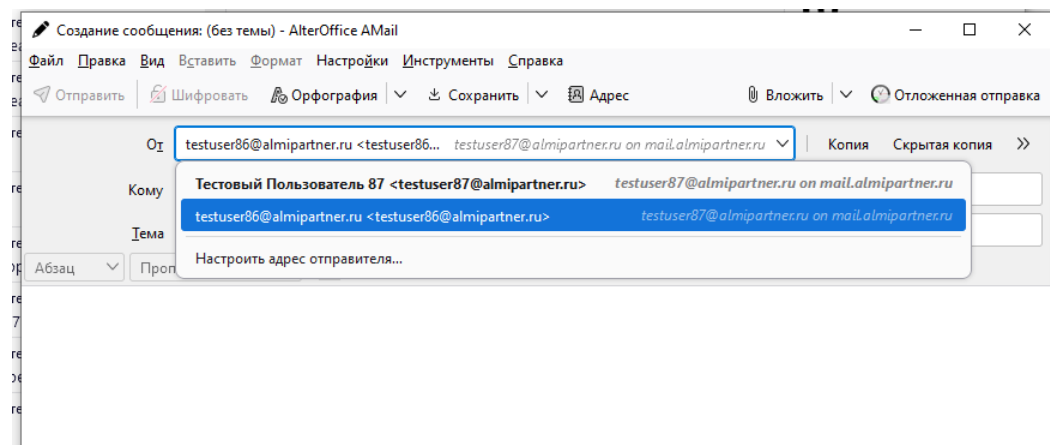 Создание сообщения: (без темы) - AlterOffice AMail
Файл Правка Вид Вставить Формат Настройки Инструменты Справка
Отправить Шифровать Орфография Сохранить Адрес Вложить Отложенная отправка
От testuser86@almipartner.ru <testuser86... testuser87@almipartner.ru on mail.almipartner.ru Копия Скрытая копия
Кому
Тестовый Пользователь 87 <testuser87@almipartner.ru> testuser87@almipartner.ru on mail.almipartner.ru
testuser86@almipartner.ru <testuser86@almipartner.ru> testuser87@almipartner.ru on mail.almipartner.ru
Тема
Настроить адрес отправителя...
Абзац Проп